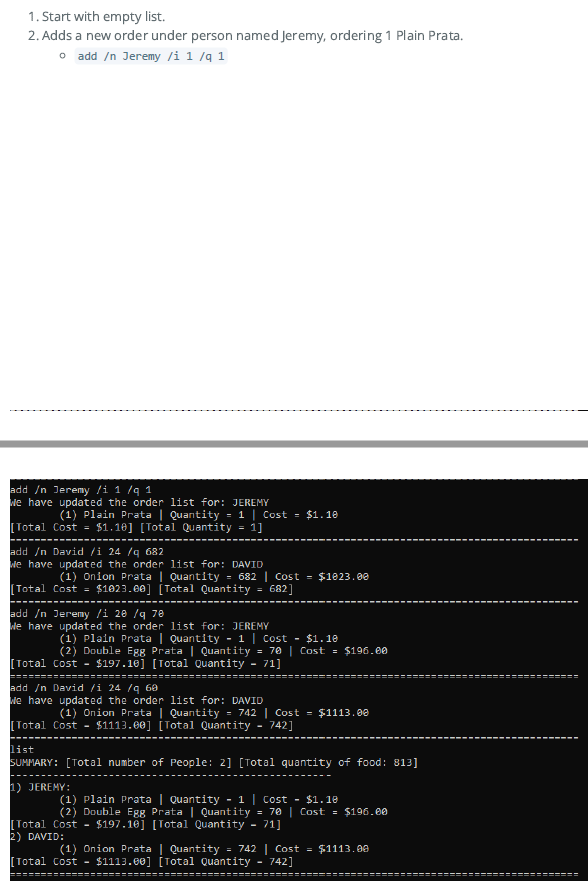 1. Start with empty list.
2. Adds a new order under person named Jeremy, ordering 1 Plain Prata.
○ add /n Jeremy /i 1 /q 1
add /n Jeremy /i 1 /q 1
We have updated the order list for: JEREMY
(1) Plain Prata | Quantity = 1 | Cost = $1.10
[Total Cost = $1.10] [Total Quantity = 1]
add /n David /i 24 /q 682
We have updated the order list for: DAVID
(1) Onion Prata | Quantity = 682 | Cost = $1023.00
[Total Cost = $1023.00] [Total Quantity = 682]
add /n Jeremy /i 20 /q 70
We have updated the order list for: JEREMY
(1) Plain Prata | Quantity = 1 | Cost = $1.10
(2) Double Egg Prata | Quantity = 70 | Cost = $196.00
[Total Cost = $197.10] [Total Quantity = 71]
add /n David /i 24 /q 60
We have updated the order list for: DAVID
(1) Onion Prata | Quantity = 742 | Cost = $1113.00
[Total Cost = $1113.00] [Total Quantity = 742]
list
SUMMARY: [Total number of People: 2] [Total quantity of food: 813]
1) JEREMY:
(1) Plain Prata | Quantity = 1 | Cost = $1.10
(2) Double Egg Prata | Quantity = 70 | Cost = $196.00
[Total Cost = $197.10] [Total Quantity = 71]
2) DAVID:
(1) Onion Prata | Quantity = 742 | Cost = $1113.00
[Total Cost = $1113.00] [Total Quantity = 742]